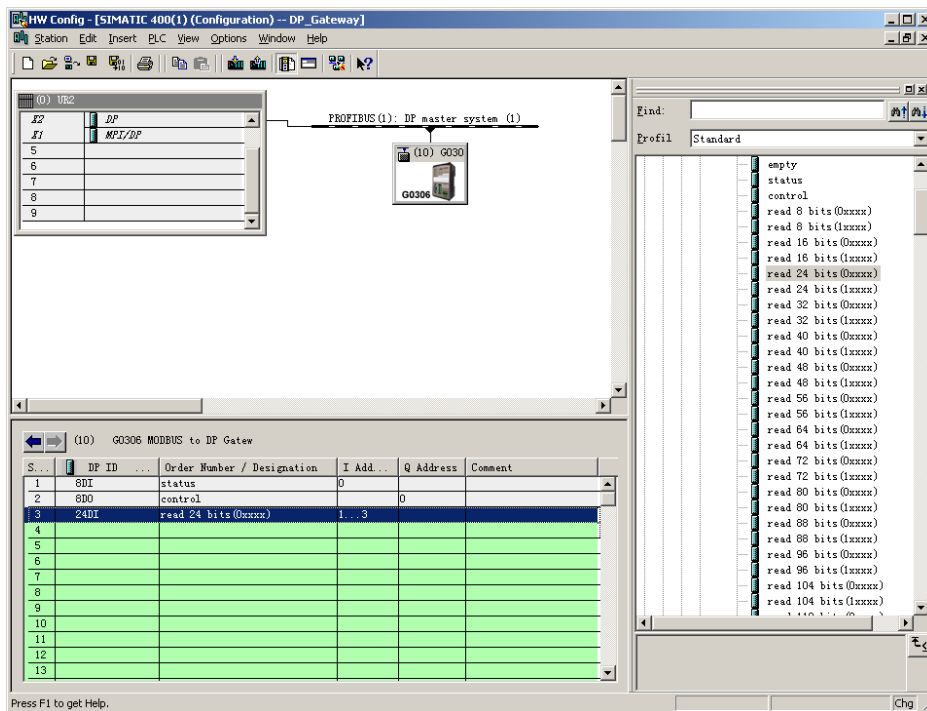 HW Config - [SIMATIC 400(1) (Configuration) -- DP_Gateway]
Station Edit Insert PLC View Options Window Help
(0) UR2
X2 DP
X1 MPI/DP
5
6
7
8
9
PROFIBUS(1): DP master system (1)
(10) G030
G0306
Find:
Profil Standard
empty
status
control
read 8 bits(0xxxx)
read 8 bits(1xxxx)
read 16 bits(0xxxx)
read 16 bits(1xxxx)
read 24 bits(0xxxx)
read 24 bits(1xxxx)
read 32 bits(0xxxx)
read 32 bits(1xxxx)
read 40 bits(0xxxx)
read 40 bits(1xxxx)
read 48 bits(0xxxx)
read 48 bits(1xxxx)
read 56 bits(0xxxx)
read 56 bits(1xxxx)
read 64 bits(0xxxx)
read 64 bits(1xxxx)
read 72 bits(0xxxx)
read 72 bits(1xxxx)
read 80 bits(0xxxx)
read 80 bits(1xxxx)
read 88 bits(0xxxx)
read 88 bits(1xxxx)
read 96 bits(0xxxx)
read 96 bits(1xxxx)
read 104 bits(0xxxx)
read 104 bits(1xxxx)
(10) G0306 MODBUS to DP Gatew
S... DP ID ... Order Number / Designation I Add... Q Address Comment
1 8DI status 0
2 8DO control 0
3 24DI read 24 bits(0xxxx) 1...3
4
5
6
7
8
9
10
11
12
13
Press F1 to get Help.
Chg